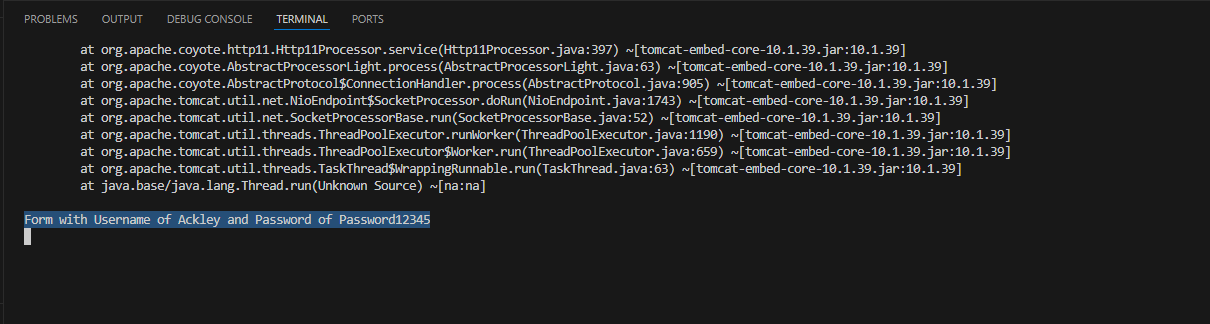 PROBLEMS OUTPUT DEBUG CONSOLE TERMINAL PORTS
at org.apache.coyote.http11.Http11Processor.service(Http11Processor.java:397) ~[tomcat-embed-core-10.1.39.jar:10.1.39]
at org.apache.coyote.AbstractProcessorLight.process(AbstractProcessorLight.java:63) ~[tomcat-embed-core-10.1.39.jar:10.1.39]
at org.apache.coyote.AbstractProtocol$ConnectionHandler.process(AbstractProtocol.java:905) ~[tomcat-embed-core-10.1.39.jar:10.1.39]
at org.apache.tomcat.util.net.NioEndpoint$SocketProcessor.doRun(NioEndpoint.java:1743) ~[tomcat-embed-core-10.1.39.jar:10.1.39]
at org.apache.tomcat.util.net.SocketProcessorBase.run(SocketProcessorBase.java:52) ~[tomcat-embed-core-10.1.39.jar:10.1.39]
at org.apache.tomcat.util.threads.ThreadPoolExecutor.runWorker(ThreadPoolExecutor.java:1190) ~[tomcat-embed-core-10.1.39.jar:10.1.39]
at org.apache.tomcat.util.threads.ThreadPoolExecutor$Worker.run(ThreadPoolExecutor.java:659) ~[tomcat-embed-core-10.1.39.jar:10.1.39]
at org.apache.tomcat.util.threads.TaskThread$WrappingRunnable.run(TaskThread.java:63) ~[tomcat-embed-core-10.1.39.jar:10.1.39]
at java.base/java.lang.Thread.run(Unknown Source) ~[na:na]
Form with Username of Ackley and Password of Password12345